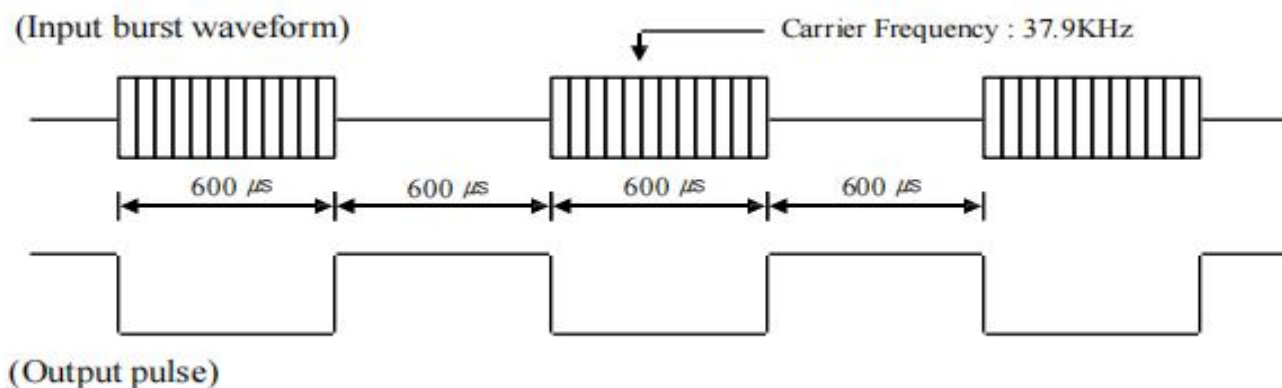 (Input burst waveform)
Carrier Frequency : 37.9KHz
600 μs 600 μs 600 μs 600 μs
(Output pulse)